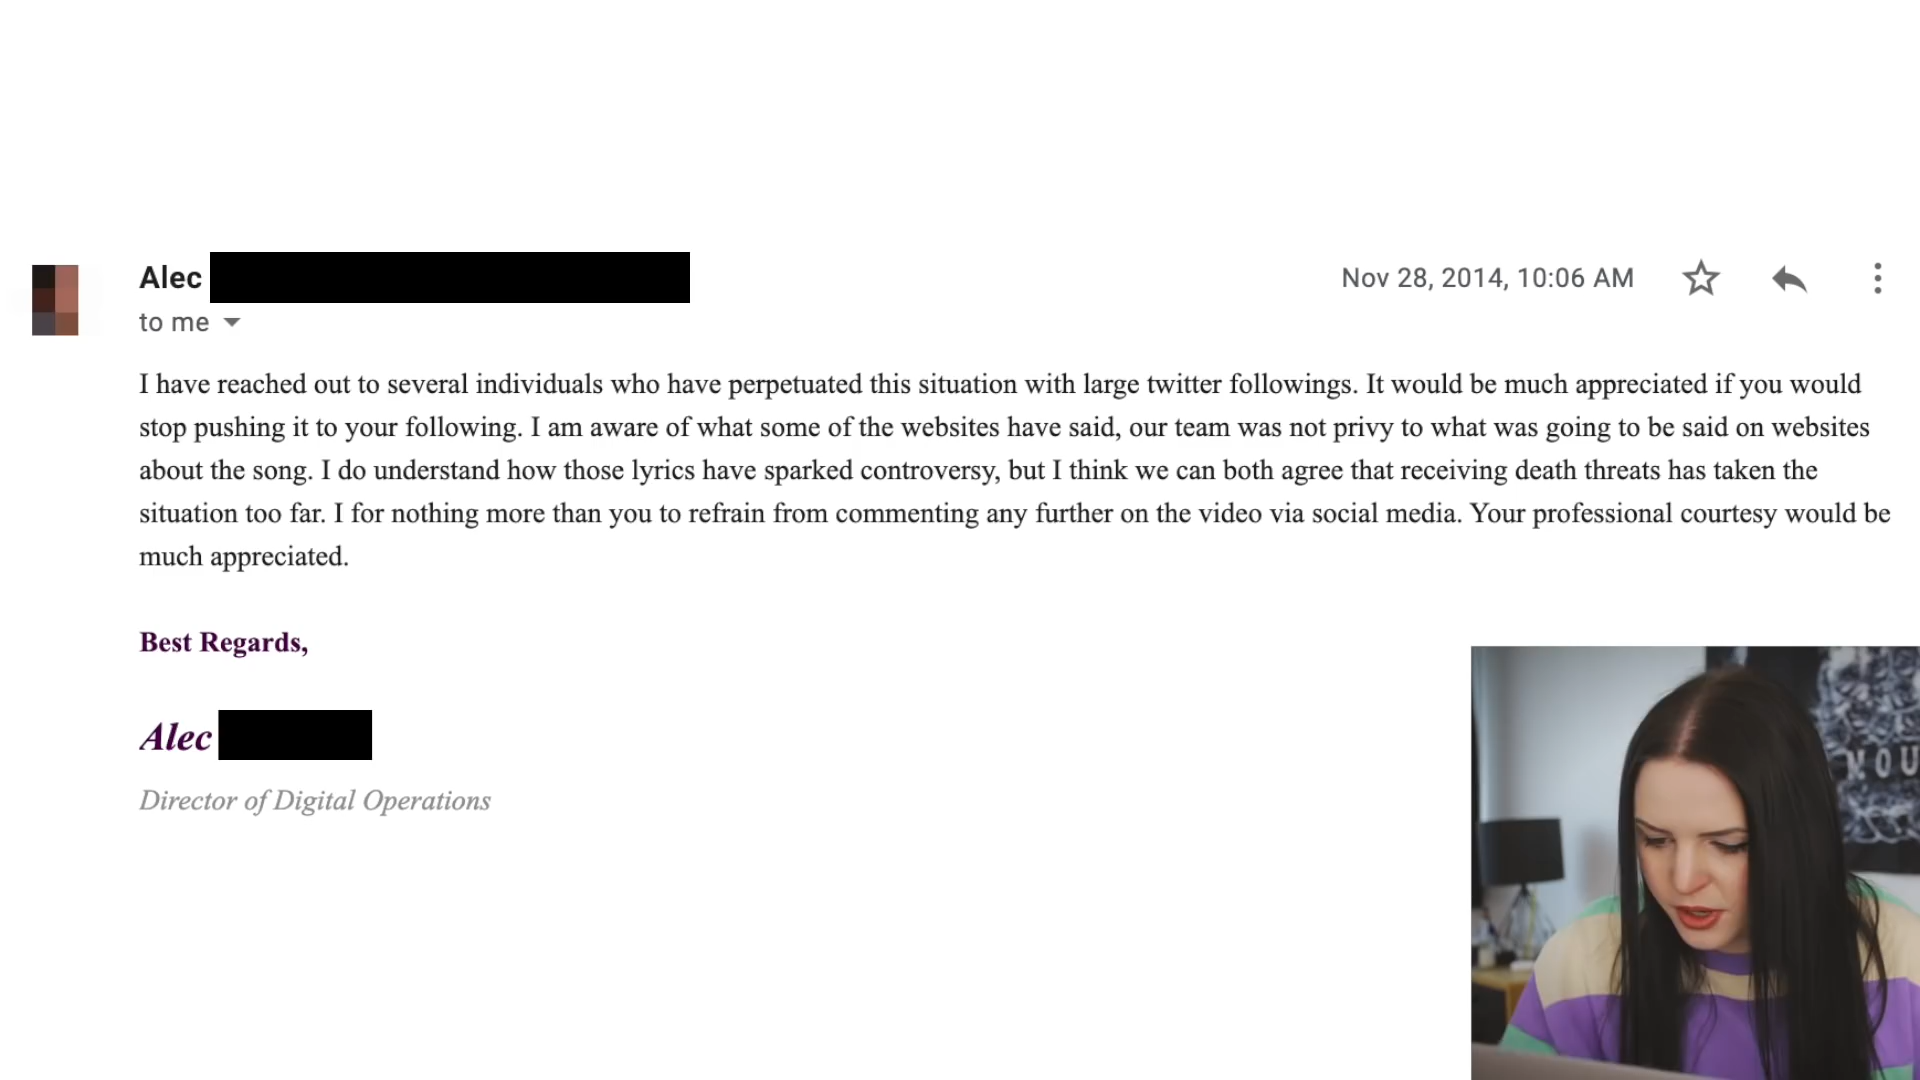 Alec
Nov 28, 2014, 10:06 AM
to me
I have reached out to several individuals who have perpetuated this situation with large twitter followings. It would be much appreciated if you would
stop pushing it to your following. I am aware of what some of the websites have said, our team was not privy to what was going to be said on websites
about the song. I do understand how those lyrics have sparked controversy, but I think we can both agree that receiving death threats has taken the
situation too far. I for nothing more than you to refrain from commenting any further on the video via social media. Your professional courtesy would be
much appreciated.
Best Regards,
Alec
Director of Digital Operations
YOU